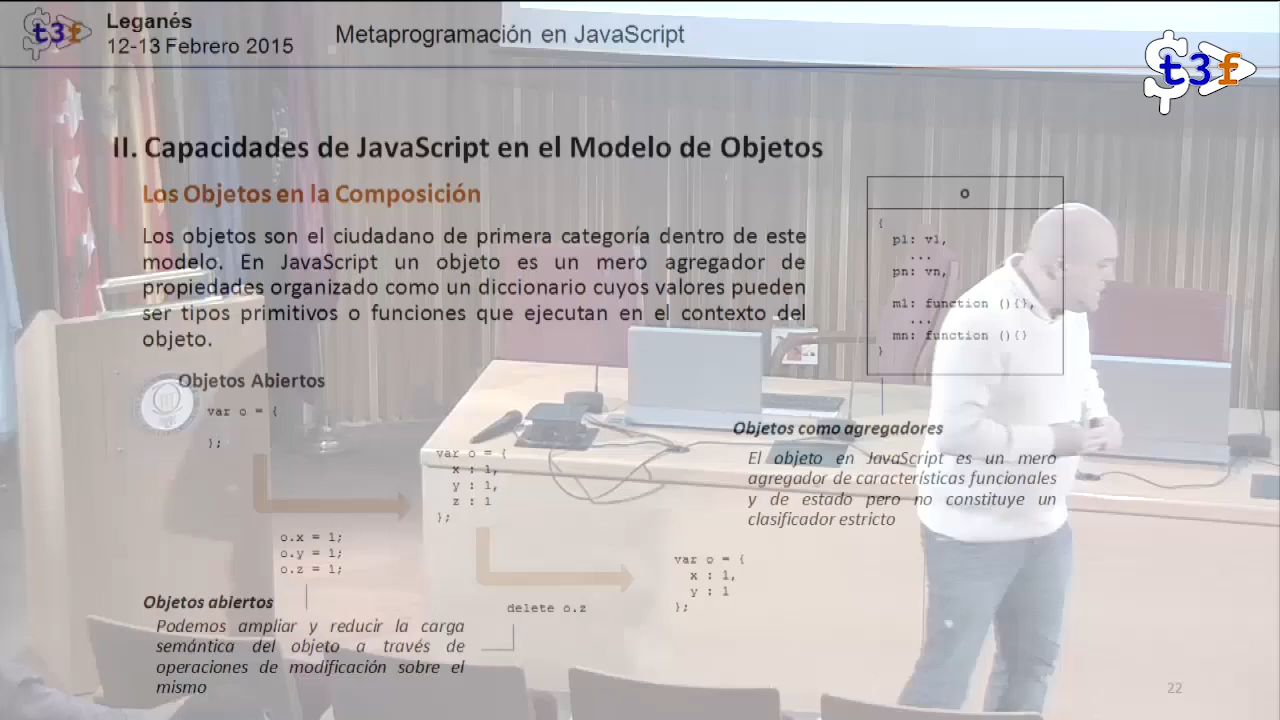 t3f
Leganés
12-13 Febrero 2015
Metaprogramación en JavaScript
t3f
II. Capacidades de JavaScript en el Modelo de Objetos
Los Objetos en la Composición
Los objetos son el ciudadano de primera categoría dentro de este
modelo. En JavaScript un objeto es un mero agregador de
propiedades organizado como un diccionario cuyos valores pueden
ser tipos primitivos o funciones que ejecutan en el contexto del
objeto.
o
{
p1: v1,
...
pn: vn,
m1: function (){},
...
mn: function (){}
}
Objetos Abiertos
var o = {
};
o.x = 1;
o.y = 1;
o.z = 1;
var o = {
x : 1,
y : 1,
z : 1
};
delete o.z
var o = {
x : 1,
y : 1
};
Objetos como agregadores
El objeto en JavaScript es un mero
agregador de características funcionales
y de estado pero no constituye un
clasificador estricto
Objetos abiertos
Podemos ampliar y reducir la carga
semántica del objeto a través de
operaciones de modificación sobre el
mismo
22